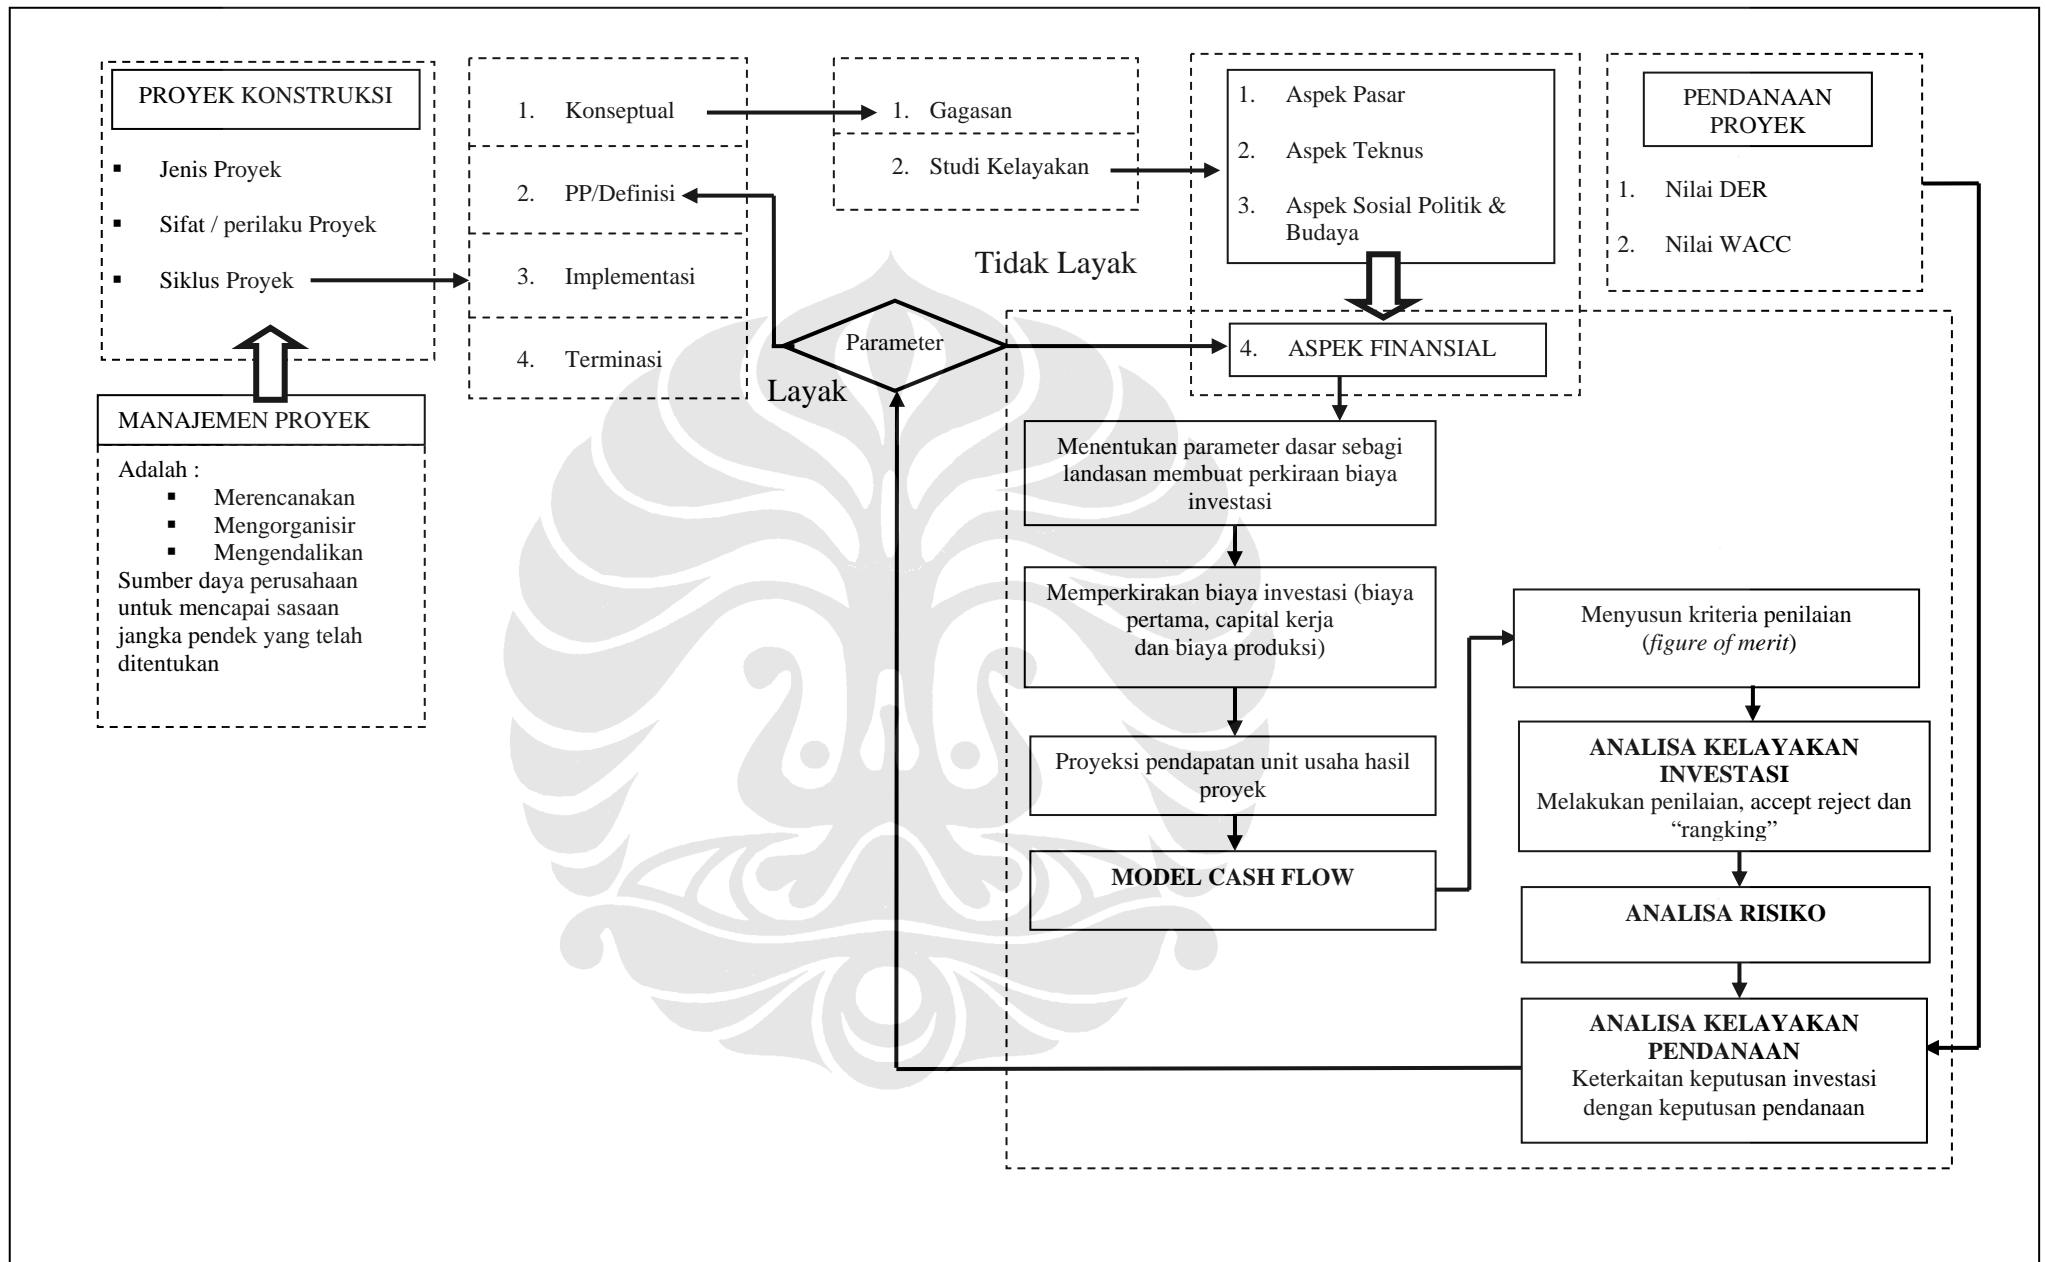 PROYEK KONSTRUKSI
▪ Jenis Proyek
▪ Sifat / perilaku Proyek
▪ Siklus Proyek
MANAJEMEN PROYEK
Adalah :
▪ Merencanakan
▪ Mengorganisir
▪ Mengendalikan
Sumber daya perusahaan
untuk mencapai sasaan
jangka pendek yang telah
ditentukan
1. Konseptual
2. PP/Definisi
3. Implementasi
4. Terminasi
1. Gagasan
2. Studi Kelayakan
1. Aspek Pasar
2. Aspek Teknus
3. Aspek Sosial Politik &
Budaya
4. ASPEK FINANSIAL
PENDANAAN
PROYEK
1. Nilai DER
2. Nilai WACC
Tidak Layak
Parameter
Layak
Menentukan parameter dasar sebagi
landasan membuat perkiraan biaya
investasi
Memperkirakan biaya investasi (biaya
pertama, capital kerja
dan biaya produksi)
Proyeksi pendapatan unit usaha hasil
proyek
MODEL CASH FLOW
Menyusun kriteria penilaian
(figure of merit)
ANALISA KELAYAKAN
INVESTASI
Melakukan penilaian, accept reject dan
“rangking”
ANALISA RISIKO
ANALISA KELAYAKAN
PENDANAAN
Keterkaitan keputusan investasi
dengan keputusan pendanaan